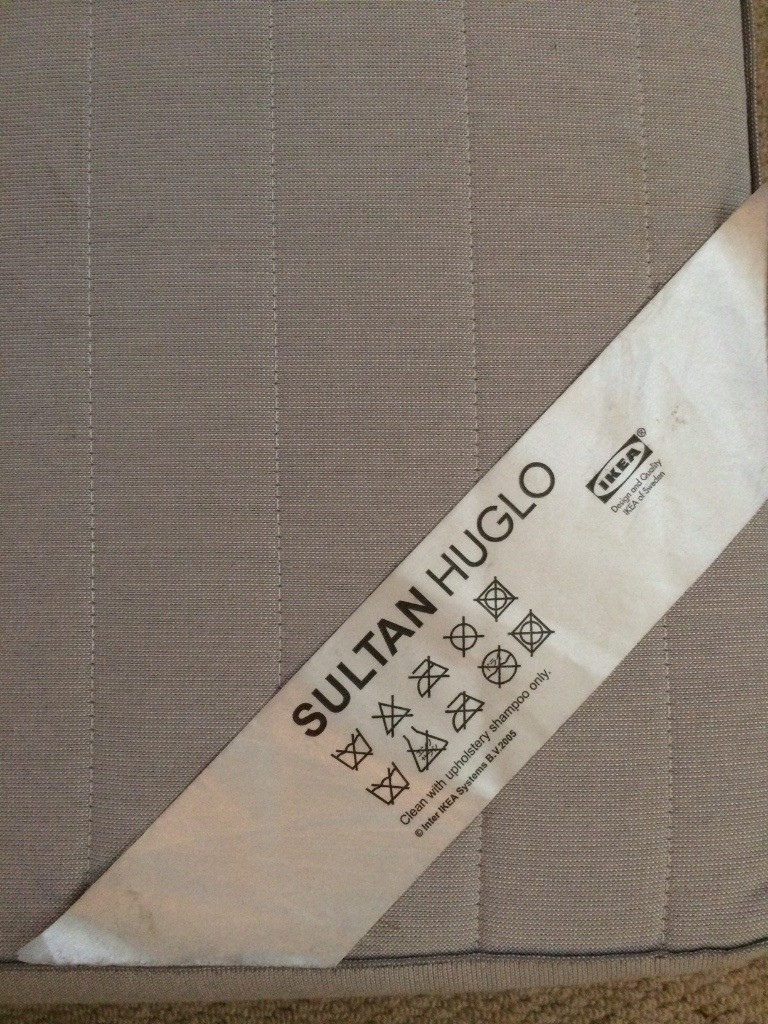 SULTAN HUGLO
IKEA®
Design and Quality
IKEA of Sweden
Clean with upholstery shampoo only.
© Inter IKEA Systems B.V.2005